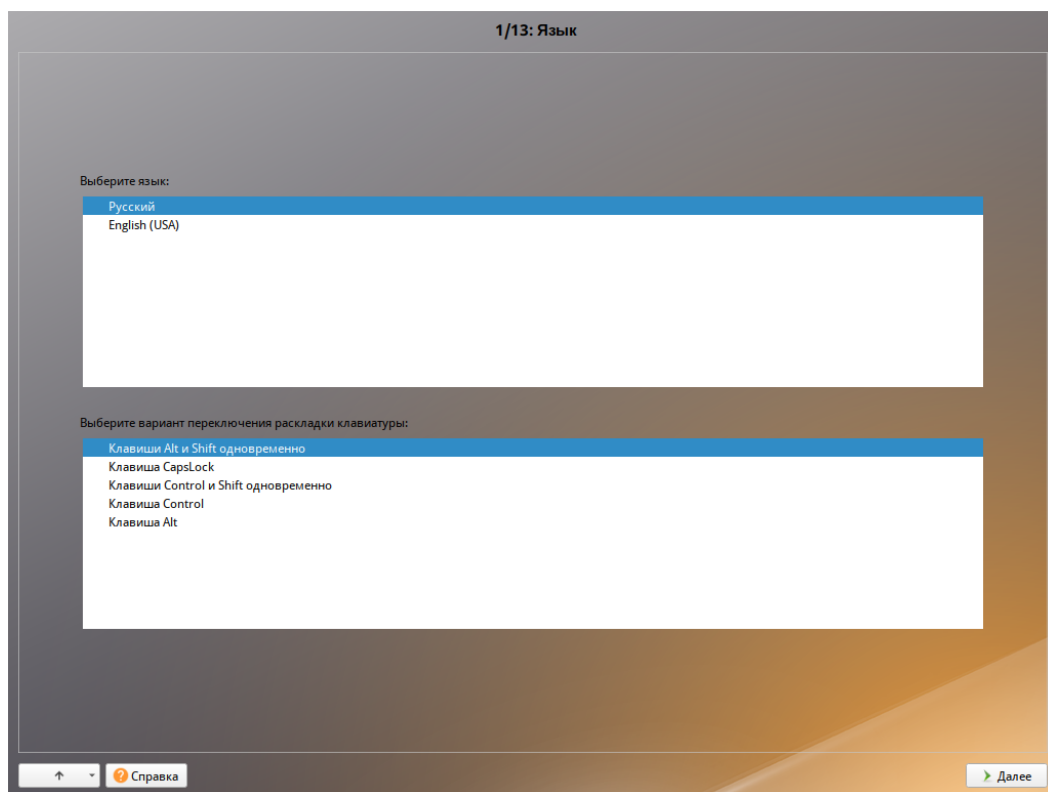 1/13: Язык
Выберите язык:
Русский
English (USA)
Выберите вариант переключения раскладки клавиатуры:
Клавиши Alt и Shift одновременно
Клавиша CapsLock
Клавиши Control и Shift одновременно
Клавиша Control
Клавиша Alt
Справка
Далее